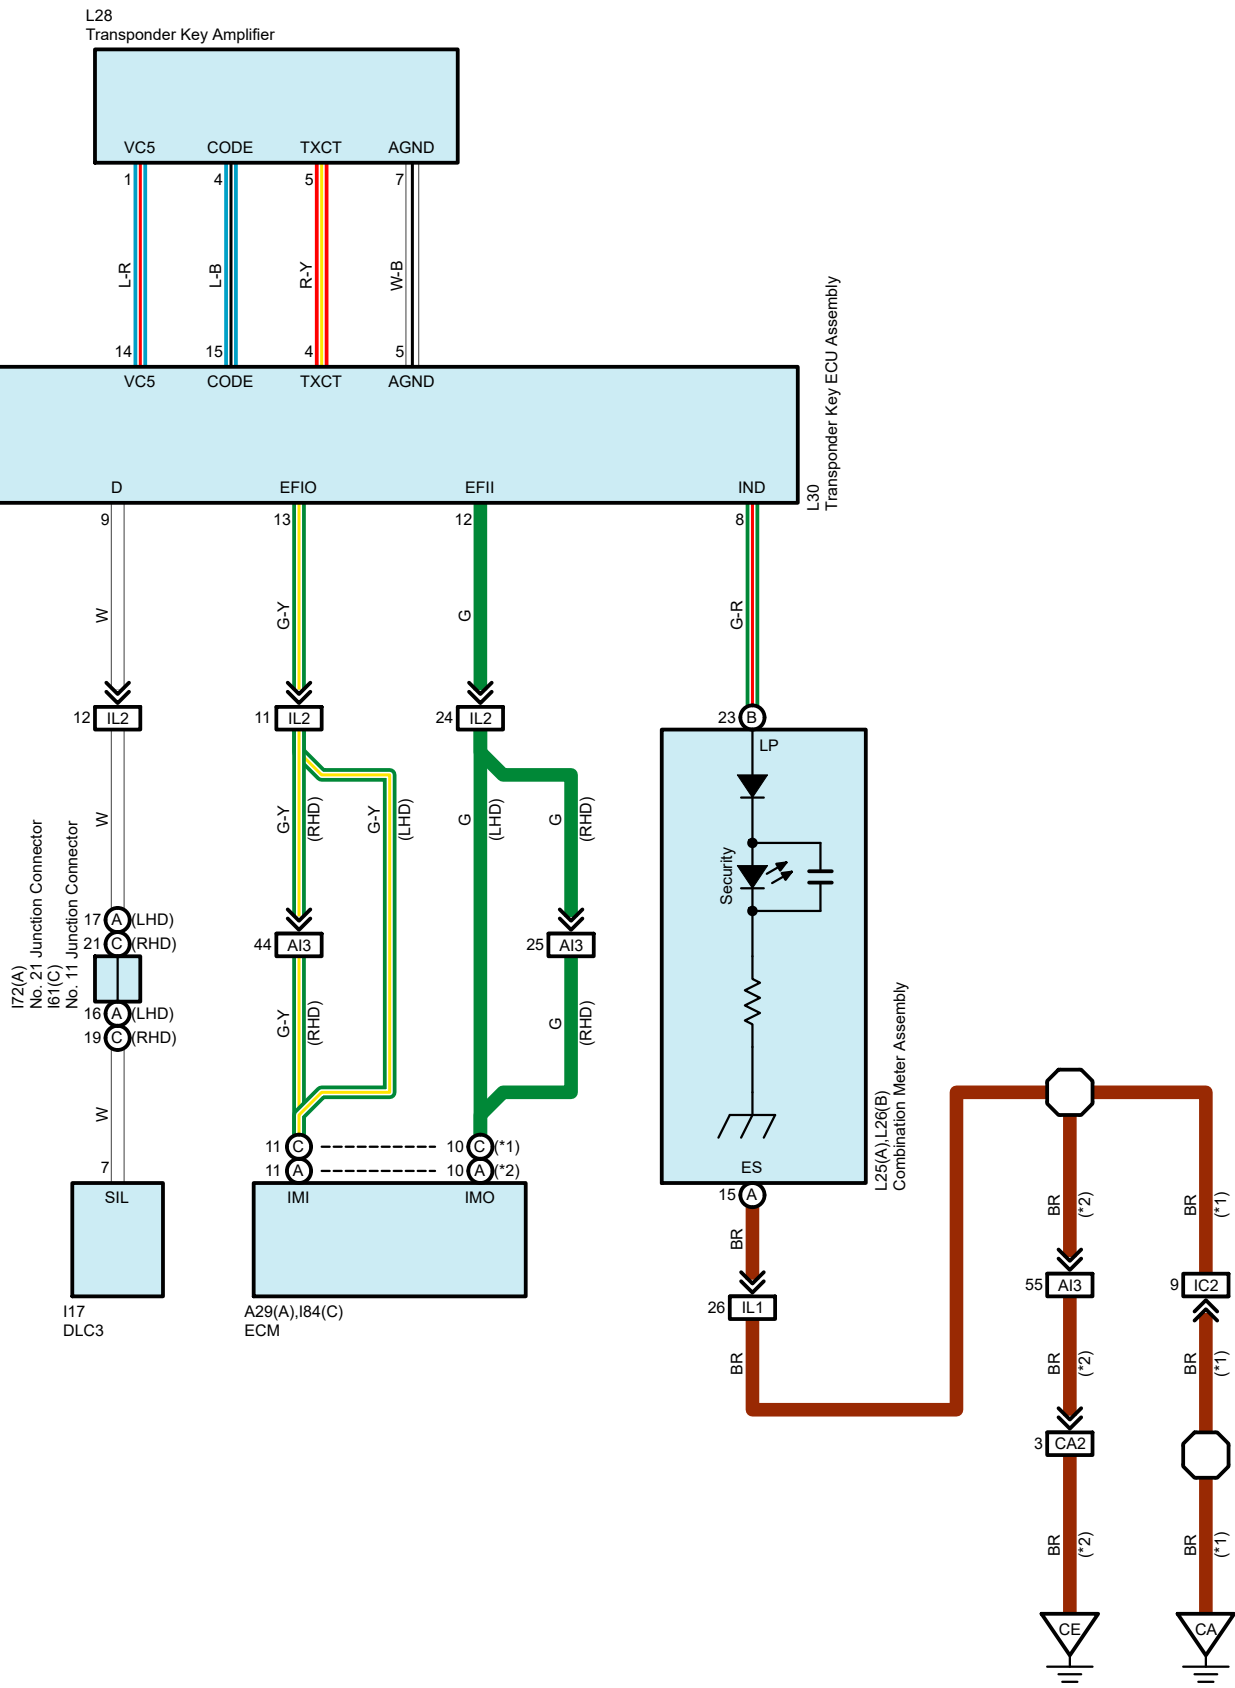 L28
Transponder Key Amplifier
VC5 CODE TXCT AGND
1 4 5 7
L-R L-B R-Y W-B
14 15 4 5
VC5 CODE TXCT AGND
L30
Transponder Key ECU Assembly
D EFIO EFII IND
9 13 12 8
W G-Y G G-R
12 IL2 11 IL2 24 IL2 23 B
LP
W G-Y (RHD) G-Y (LHD) G (LHD) G (RHD)
Security
I72(A)
No. 21 Junction Connector
I61(C)
No. 11 Junction Connector
17 A (LHD)
21 C (RHD)
44 AI3 25 AI3
16 A (LHD)
19 C (RHD)
G-Y (RHD) G (RHD)
W
11 C 10 C (*1)
11 A 10 A (*2)
7
SIL IMI IMO
ES
15 A
L25(A),L26(B)
Combination Meter Assembly
I17
DLC3
A29(A),I84(C)
ECM
BR
26 IL1
BR
BR (*2) BR (*1)
55 AI3 9 IC2
BR (*2) BR (*1)
3 CA2
BR (*2) BR (*1)
CE CA